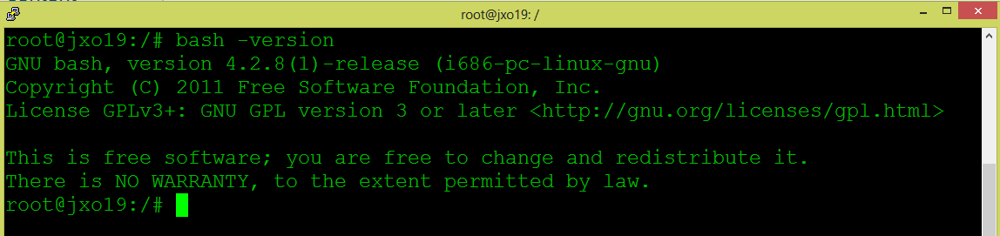 root@jxo19: /
root@jxo19:/# bash -version
GNU bash, version 4.2.8(1)-release (i686-pc-linux-gnu)
Copyright (C) 2011 Free Software Foundation, Inc.
License GPLv3+: GNU GPL version 3 or later <http://gnu.org/licenses/gpl.html>
This is free software; you are free to change and redistribute it.
There is NO WARRANTY, to the extent permitted by law.
root@jxo19:/#